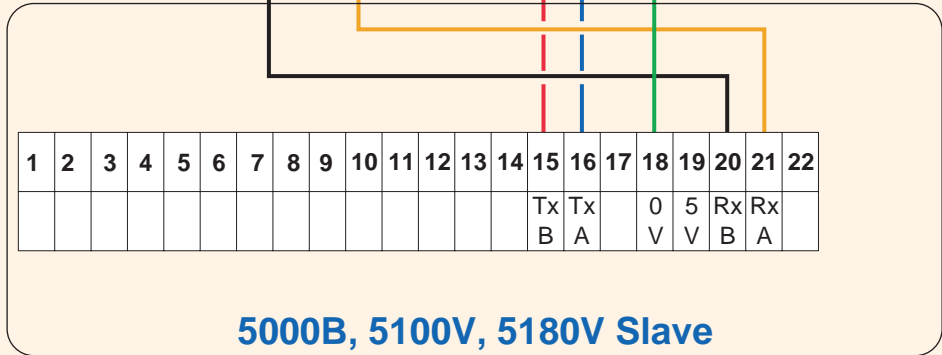 1 2 3 4 5 6 7 8 9 10 11 12 13 14 15 16 17 18 19 20 21 22
Tx Tx 0 5 Rx Rx
B A V V B A
5000B, 5100V, 5180V Slave